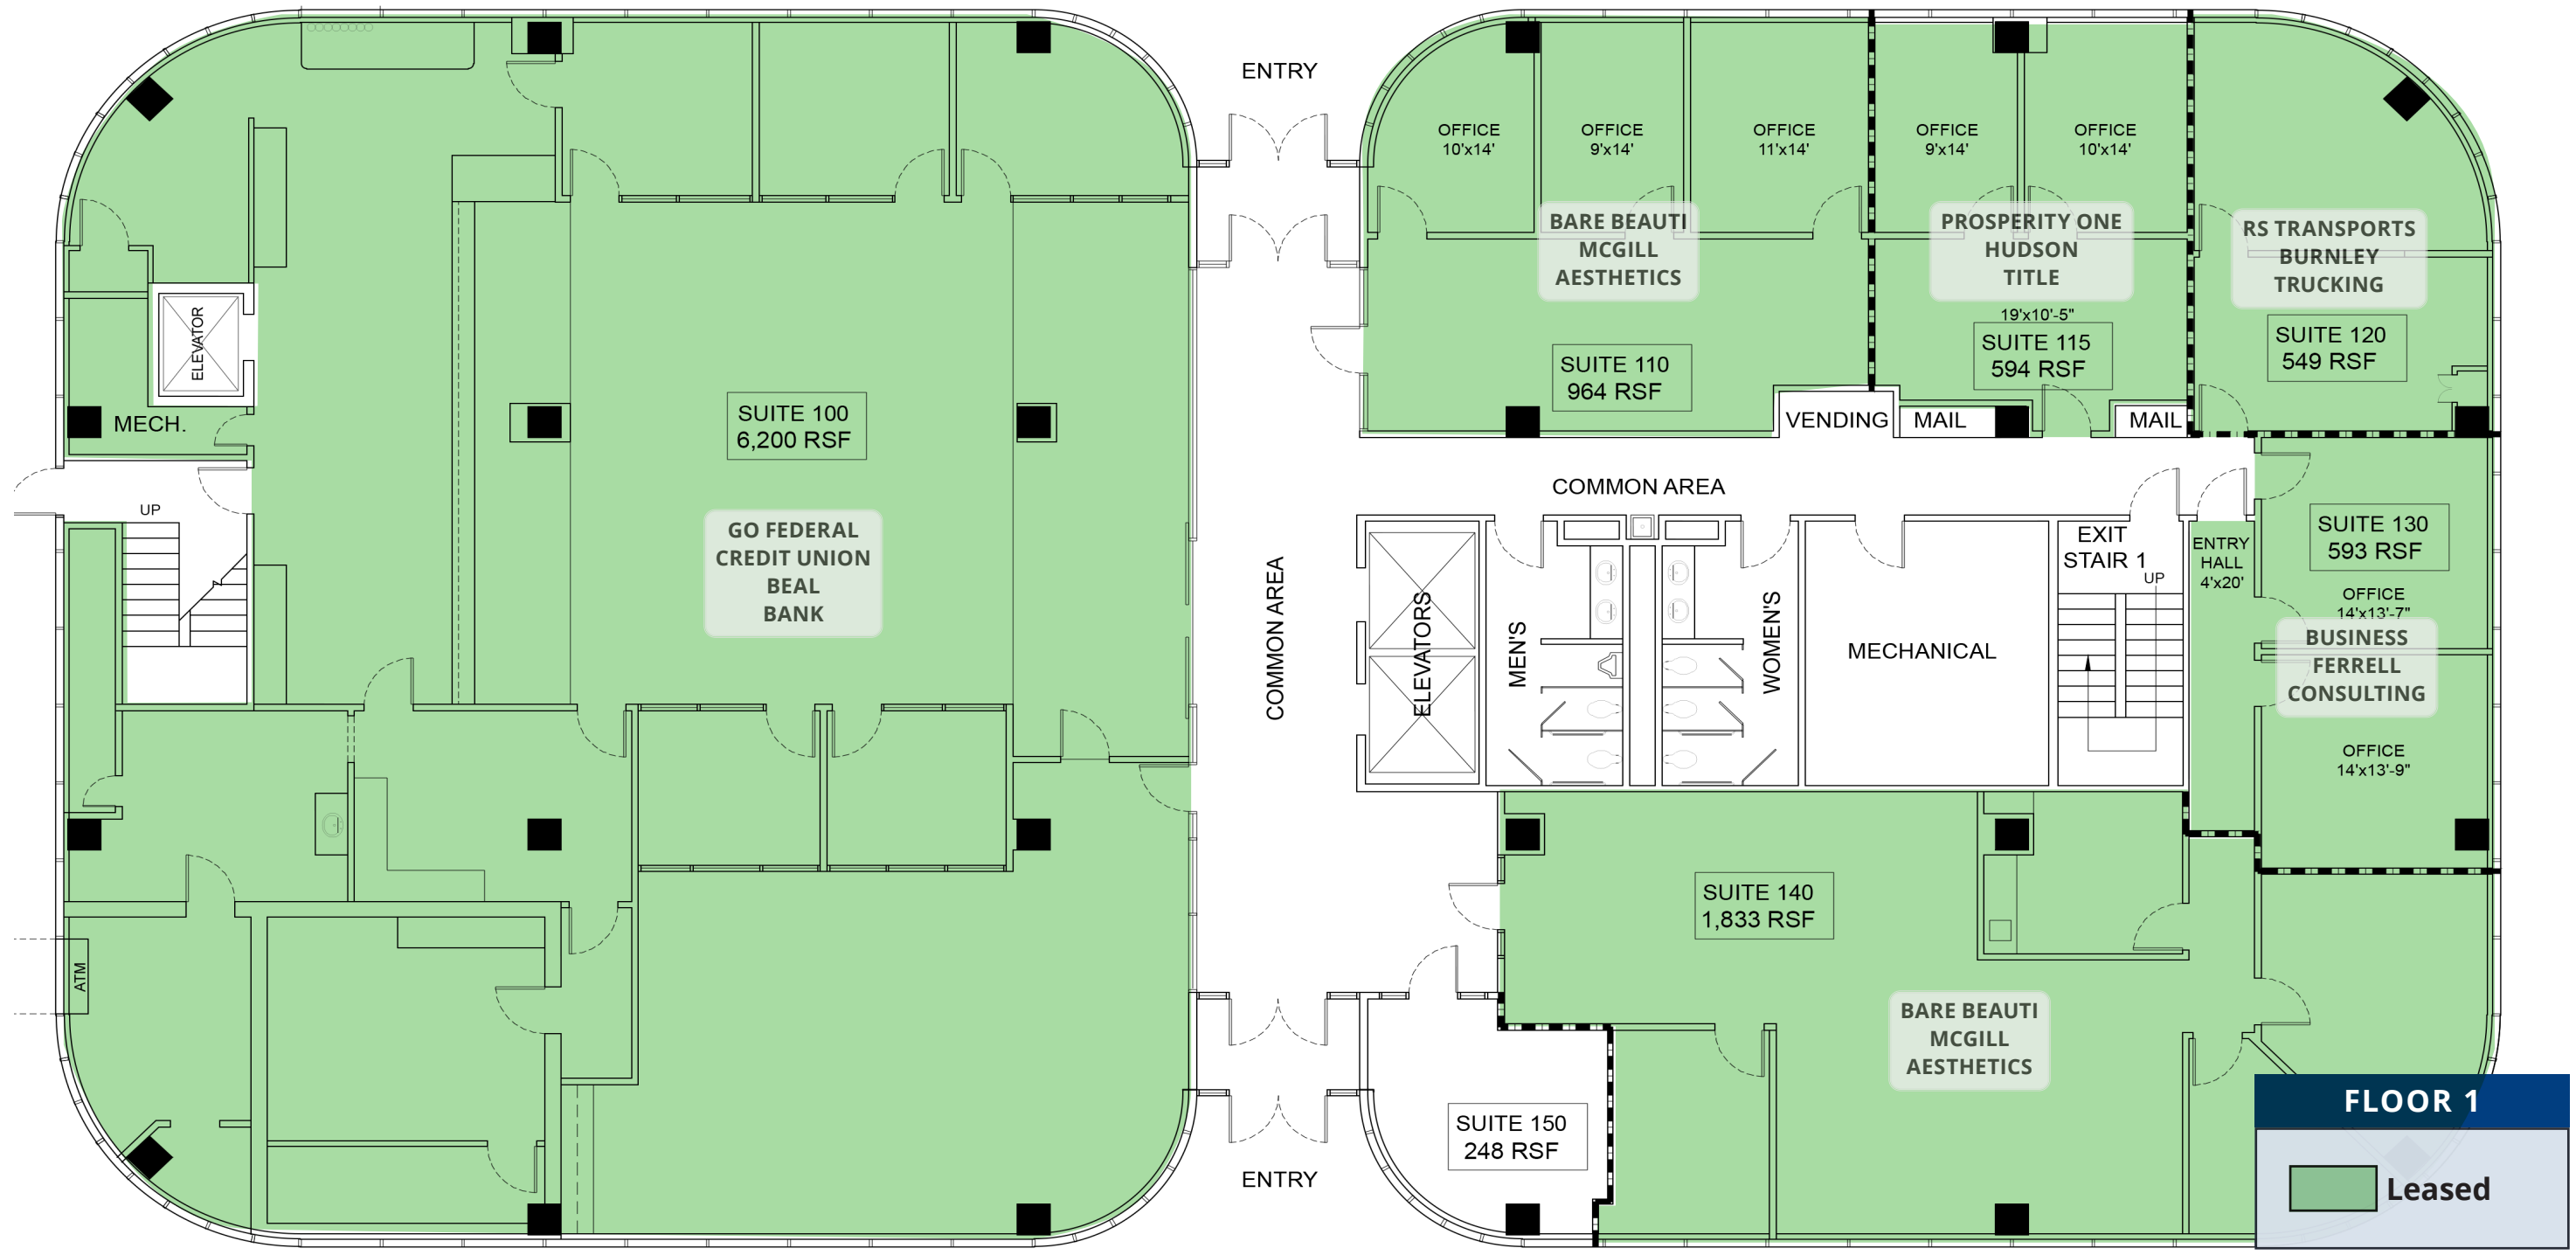 ENTRY
OFFICE
10'x14'
OFFICE
9'x14'
OFFICE
11'x14'
OFFICE
9'x14'
OFFICE
10'x14'
BARE BEAUTI
MCGILL
AESTHETICS
PROSPERITY ONE
HUDSON
TITLE
RS TRANSPORTS
BURNLEY
TRUCKING
19'x10'-5"
SUITE 110
964 RSF
SUITE 115
594 RSF
SUITE 120
549 RSF
ELEVATOR
MECH.
SUITE 100
6,200 RSF
VENDING
MAIL
MAIL
UP
COMMON AREA
GO FEDERAL
CREDIT UNION
BEAL
BANK
COMMON AREA
ELEVATORS
MEN'S
WOMEN'S
MECHANICAL
EXIT
STAIR 1
UP
ENTRY
HALL
4'x20'
SUITE 130
593 RSF
OFFICE
14'x13'-7"
BUSINESS
FERRELL
CONSULTING
OFFICE
14'x13'-9"
SUITE 140
1,833 RSF
ATM
BARE BEAUTI
MCGILL
AESTHETICS
SUITE 150
248 RSF
ENTRY
FLOOR 1
Leased